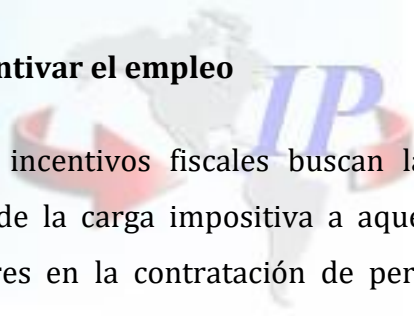 ntivar el empleo
IP
incentivos fiscales buscan la
de la carga impositiva a aque
res en la contratación de per